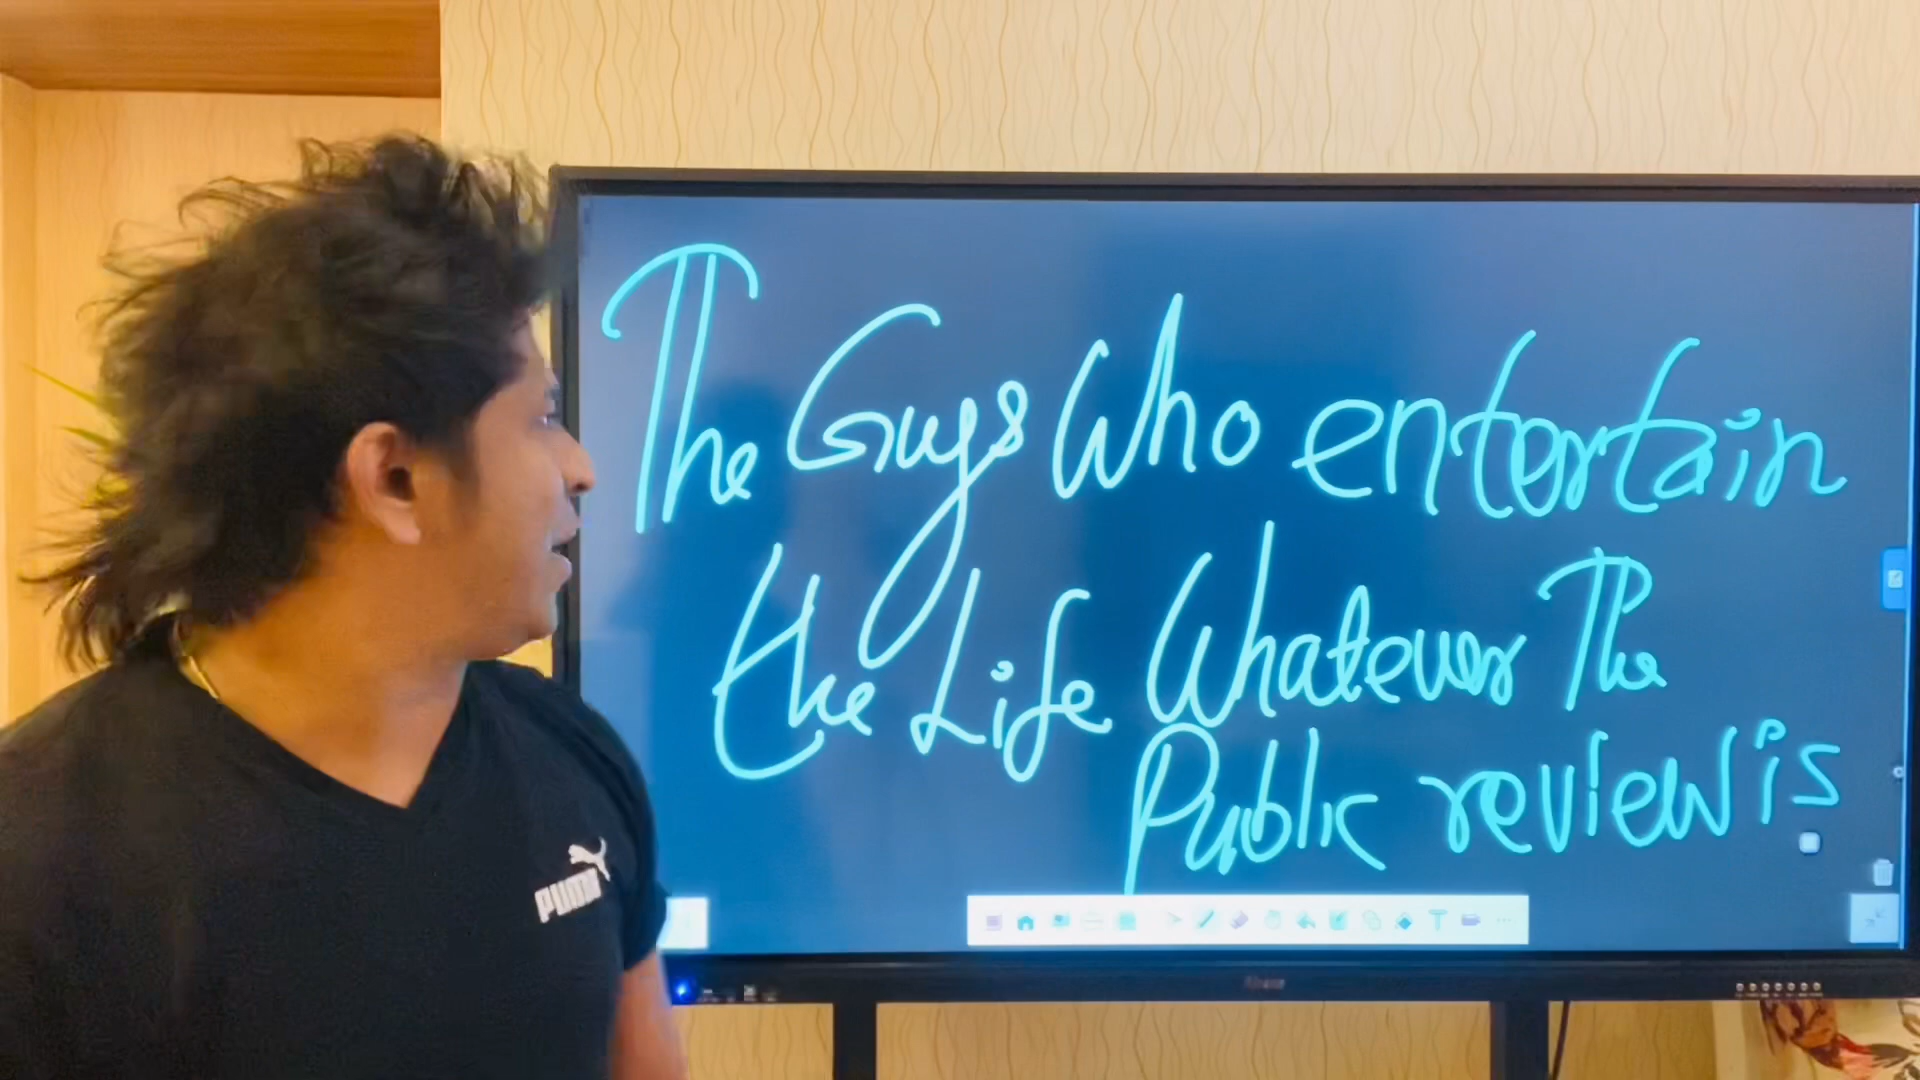 The Guys Who entertain
the Life Whatever The
Public review is
PUMA